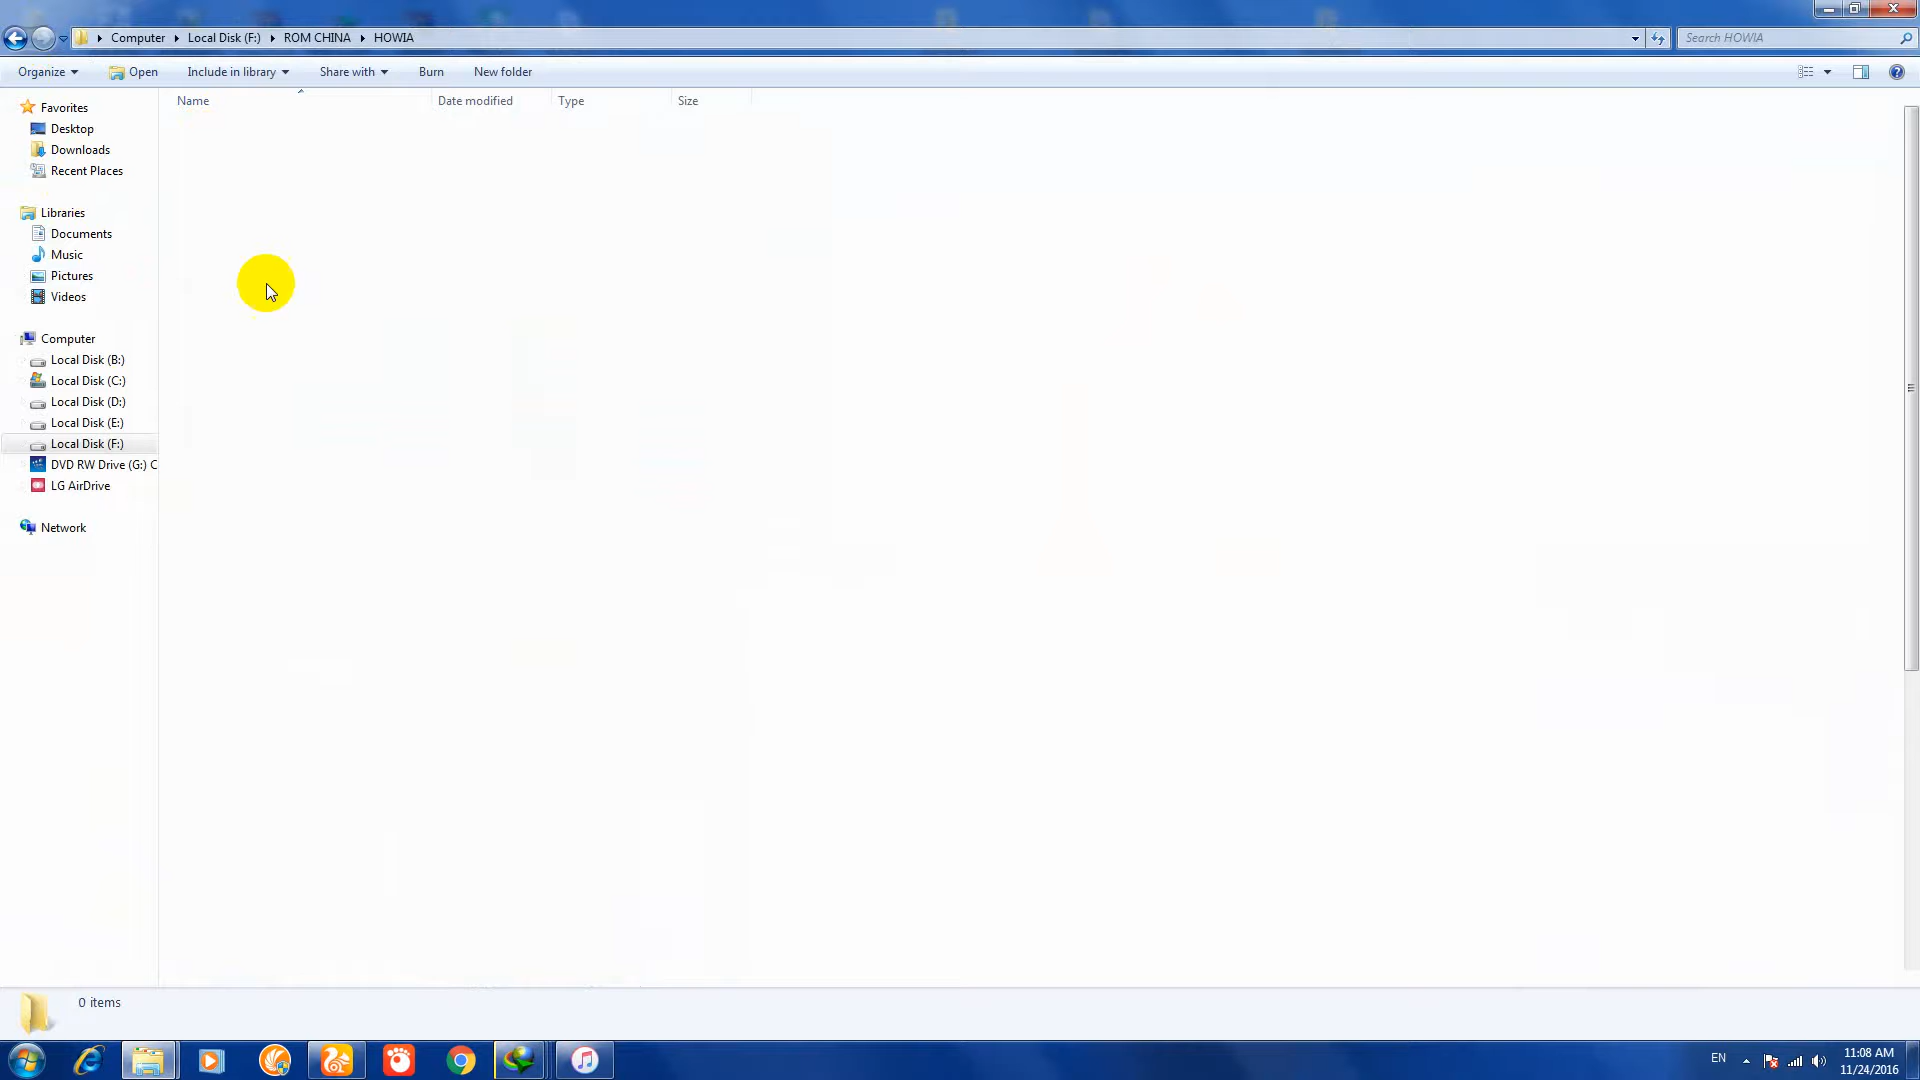 Computer Local Disk (F:) ROM CHINA HOWIA
Search HOWIA
Organize Open Include in library Share with Burn New folder
Name Date modified Type Size
Favorites
Desktop
Downloads
Recent Places
Libraries
Documents
Music
Pictures
Videos
Computer
Local Disk (B:)
Local Disk (C:)
Local Disk (D:)
Local Disk (E:)
Local Disk (F:)
DVD RW Drive (G:) C
LG AirDrive
Network
0 items
EN
11:08 AM
11/24/2016